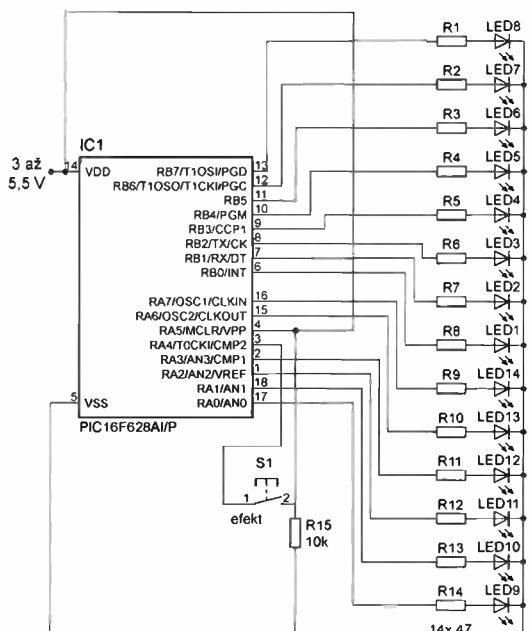 R1 LED8
R2 LED7
R3 LED6
R4 LED5
R5 LED4
R6 LED3
R7 LED2
R8 LED1
R9 LED14
R10 LED13
R11 LED12
R12 LED11
R13 LED10
R14 LED9
14x 47
IC1
3 až
5,5 V
14 VDD
RB7/T1OSI/PGD 13
RB6/T1OSO/T1CKI/PGC 12
RB5 11
RB4/PGM 10
RB3/CCP1 9
RB2/TX/CK 8
RB1/RX/DT 7
RB0/INT 6
RA7/OSC1/CLKIN 16
RA6/OSC2/CLKOUT 15
RA5/MCLR/VPP 4
RA4/T0CKI/CMP2 3
RA3/AN3/CMP1 2
RA2/AN2/VREF 1
RA1/AN1 18
RA0/AN0 17
5 VSS
PIC16F628AI/P
S1
1 2
efekt
R15
10k